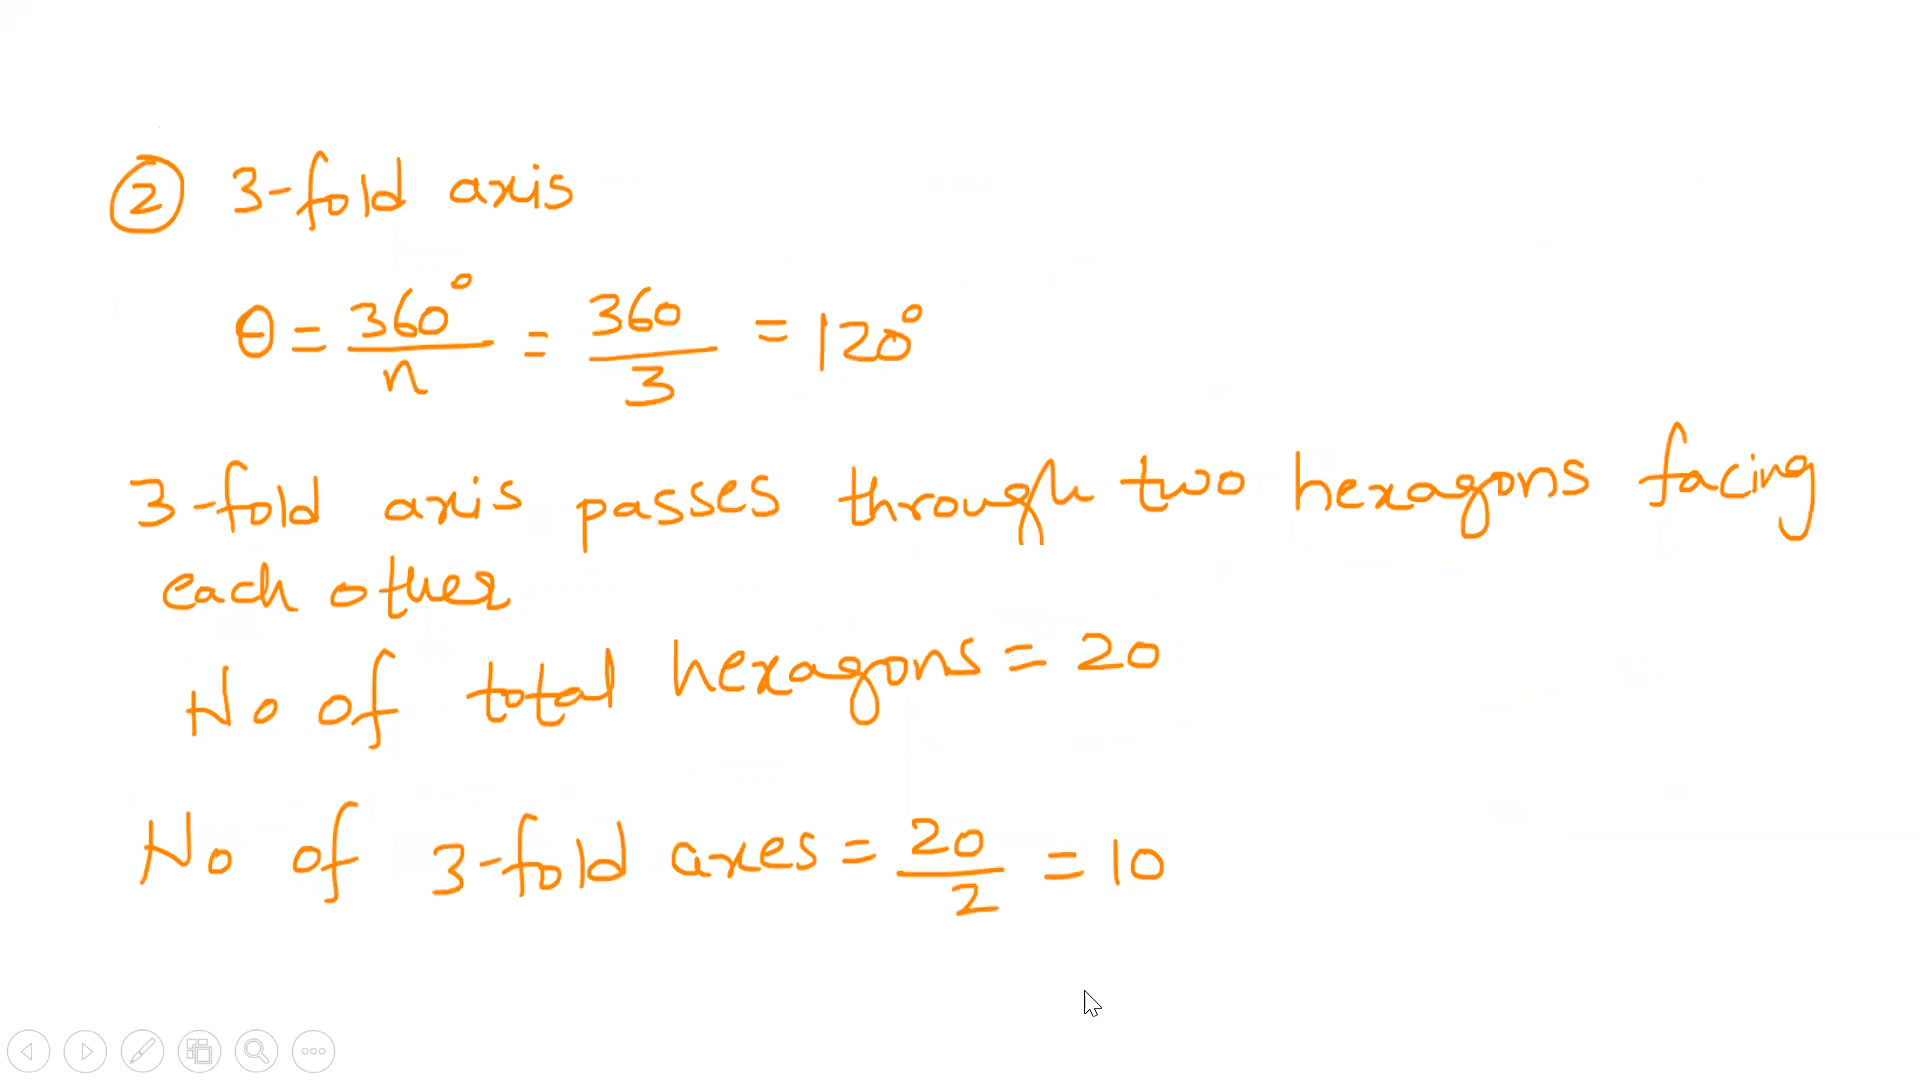 ② 3-fold axis
θ = 360°/n = 360/3 = 120°
3-fold axis passes through two hexagons facing
each other
No of total hexagons = 20
No of 3-fold axes = 20/2 = 10